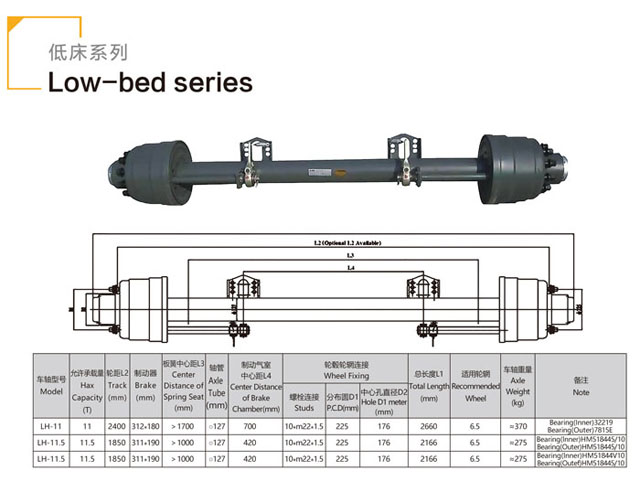 低床系列
Low-bed series
L2 (Optional L2 Available)
L3
L4
车轴型号 Model
允许承载量 Hax Capacity (T)
轮距L2 Track (mm)
制动器 Brake (mm)
板簧中心距L3 Center Distance of Spring Seat (mm)
轴管 Axle Tube (mm)
制动气室中心距L4 Center Distance of Brake Chamber(mm)
轮毂轮辋连接 Wheel Fixing
螺栓连接 Studs
分布圆D1 P.C.D(mm)
中心孔直径D2 Hole D1 meter (mm)
总长度L1 Total Length (mm)
适用轮辋 Recommended Wheel
车轴重量 Axle Weight (kg)
备注 Note
LH-11 11 2400 312*180 >1700 ○127 700 10*m22*1.5 225 176 2660 6.5 ≈370 Bearing(Inner)32219
Bearing(Outer)7815E
LH-11.5 11.5 1850 311*190 >1000 ○127 420 10*m22*1.5 225 176 2166 6.5 ≈275 Bearing(Inner)HM518445/10
Bearing(Outer)HM518445/10
LH-11.5 11.5 1850 311*190 >1000 ○127 420 10*m22*1.5 225 176 2166 6.5 ≈275